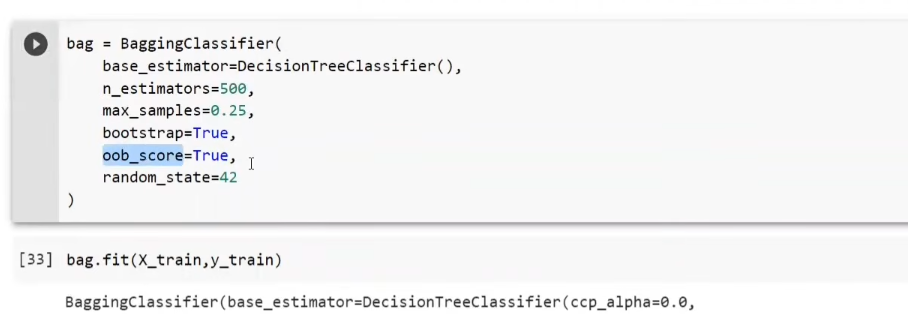 bag = BaggingClassifier(
    base_estimator=DecisionTreeClassifier(),
    n_estimators=500,
    max_samples=0.25,
    bootstrap=True,
    oob_score=True,
    random_state=42
)
[33] bag.fit(X_train,y_train)
BaggingClassifier(base_estimator=DecisionTreeClassifier(ccp_alpha=0.0,